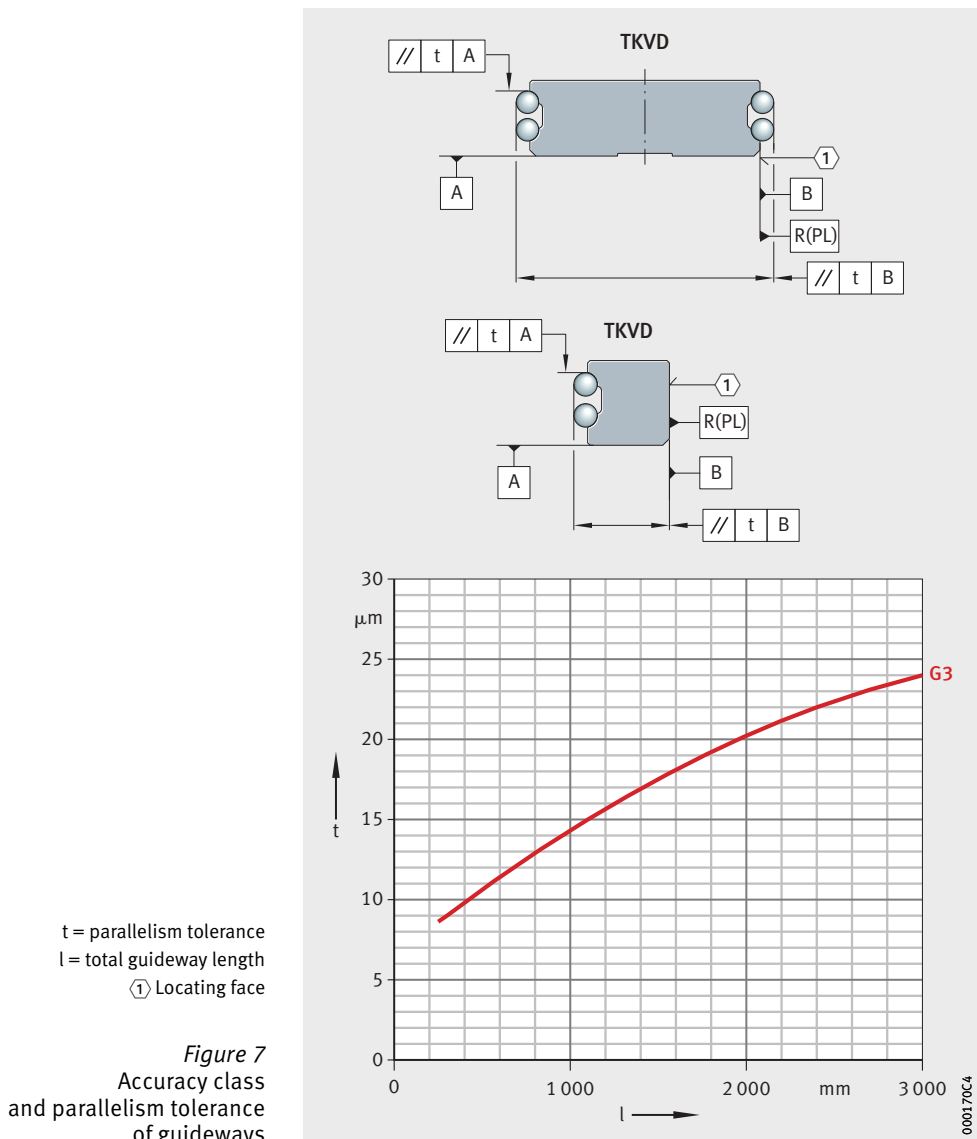 TKVD
// t A
1
A
B
R(PL)
// t B
TKVD
// t A
1
R(PL)
B
A
// t B
30
µm
25
G3
20
15
t
10
5
0
0 1 000 2 000 mm 3 000
l
t = parallelism tolerance
l = total guideway length
1 Locating face
Figure 7
Accuracy class
and parallelism tolerance
of guideways
000170C4